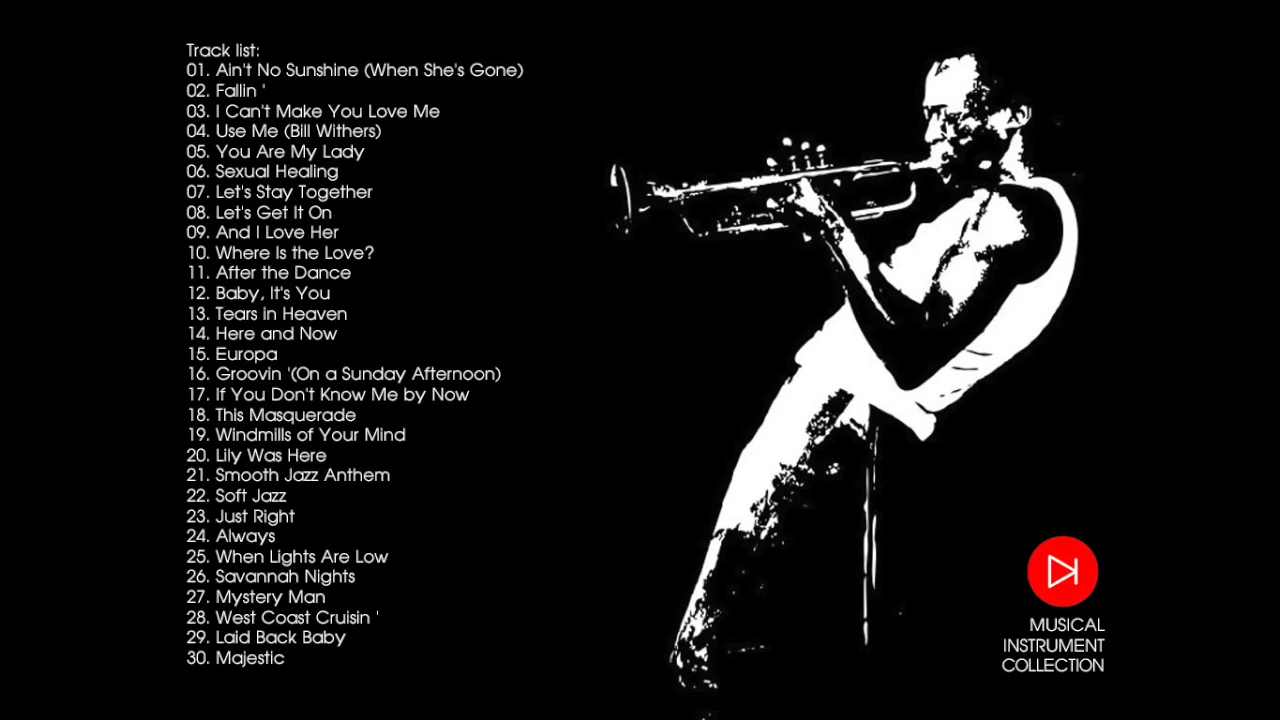 Track list:
01. Ain't No Sunshine (When She's Gone)
02. Fallin '
03. I Can't Make You Love Me
04. Use Me (Bill Withers)
05. You Are My Lady
06. Sexual Healing
07. Let's Stay Together
08. Let's Get It On
09. And I Love Her
10. Where Is the Love?
11. After the Dance
12. Baby, It's You
13. Tears in Heaven
14. Here and Now
15. Europa
16. Groovin '(On a Sunday Afternoon)
17. If You Don't Know Me by Now
18. This Masquerade
19. Windmills of Your Mind
20. Lily Was Here
21. Smooth Jazz Anthem
22. Soft Jazz
23. Just Right
24. Always
25. When Lights Are Low
26. Savannah Nights
27. Mystery Man
28. West Coast Cruisin '
29. Laid Back Baby
30. Majestic
MUSICAL
INSTRUMENT
COLLECTION